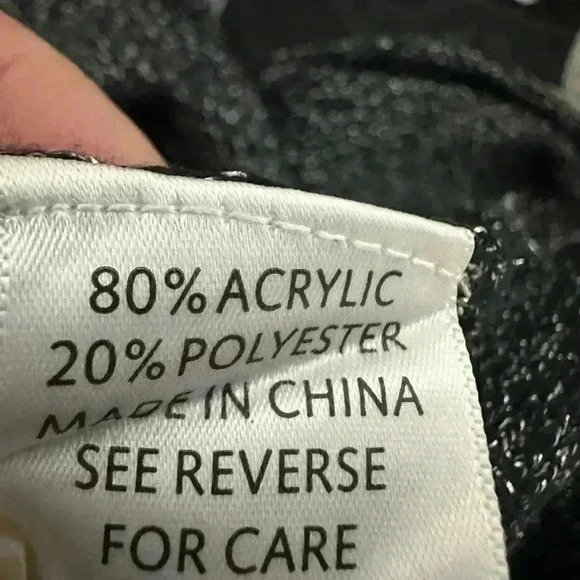 80% ACRYLIC
20% POLYESTER
MADE IN CHINA
SEE REVERSE
FOR CARE